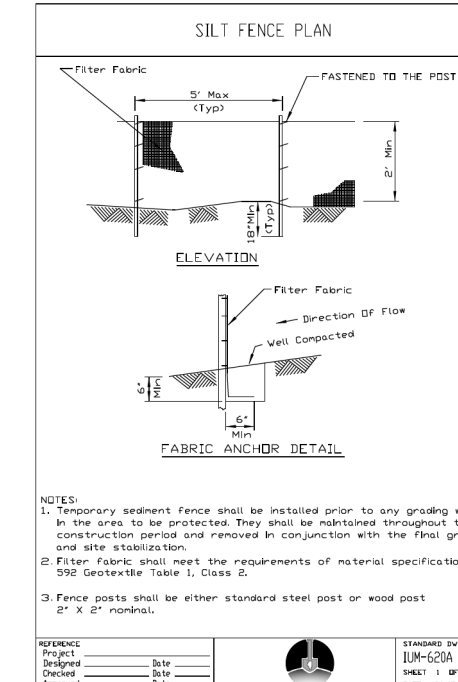 SILT FENCE PLAN
Filter Fabric
FASTENED TO THE POST
5' Max
(Typ)
2' Min
18"Min
(Typ)
ELEVATION
Filter Fabric
Direction Of Flow
Well Compacted
6"
Min
6"
Min
FABRIC ANCHOR DETAIL
NOTES:
1. Temporary sediment fence shall be installed prior to any grading
in the area to be protected. They shall be maintained throughout
construction period and removed in conjunction with the final
and site stabilization.
2. Filter fabric shall meet the requirements of material
592 Geotextile Table 1, Class 2.
3. Fence posts shall be either standard steel post or wood post
2" X 2" nominal.
REFERENCE
Project
Designed Date
Checked Date
STANDARD
IUM-620A
SHEET 1